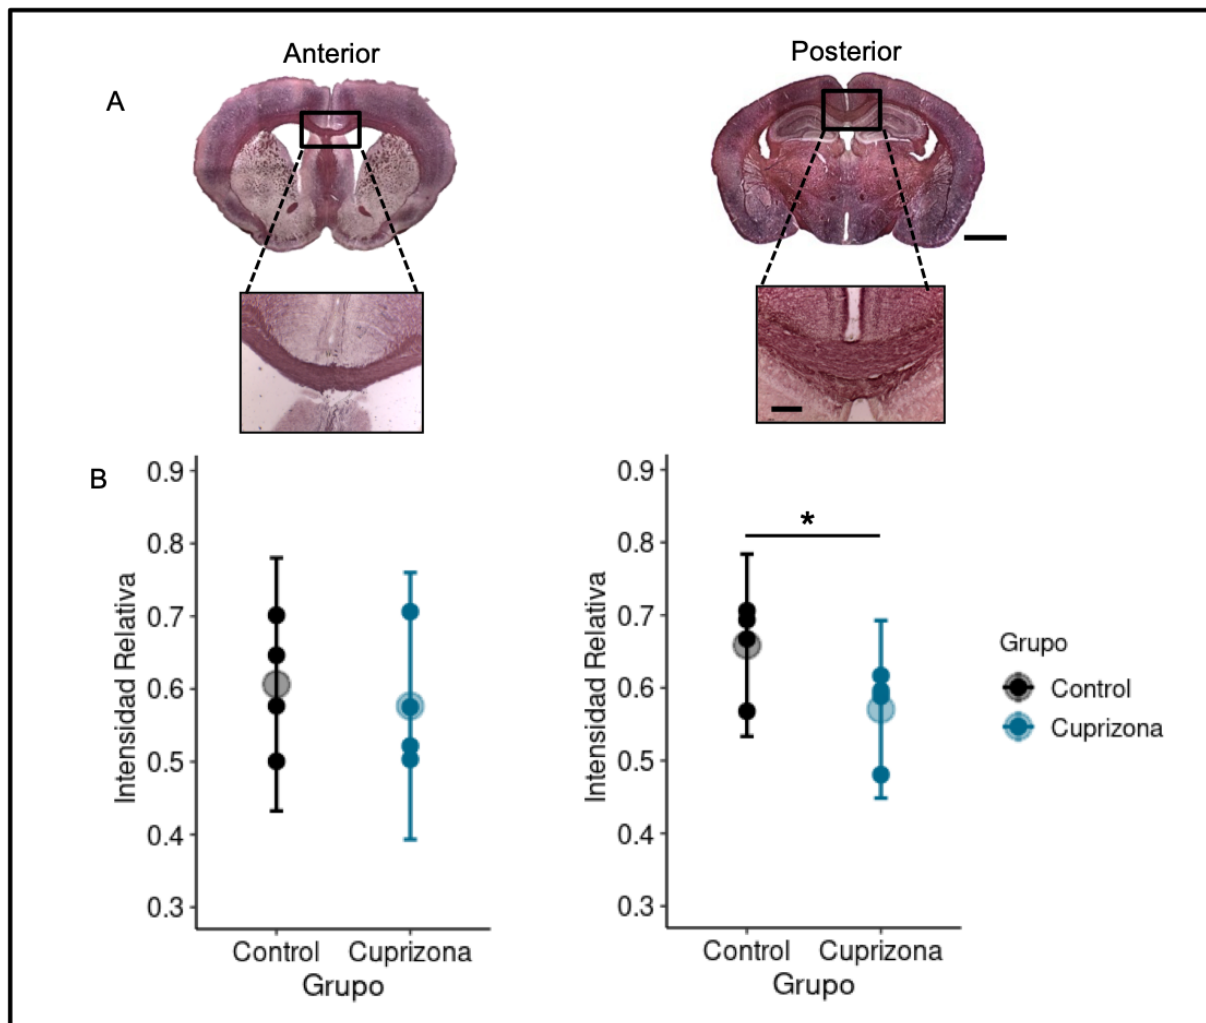 Anterior
Posterior
A
B
0.9
0.8
0.7
0.6
0.5
0.4
0.3
Intensidad Relativa
Control Cuprizona
Grupo
0.9
0.8
0.7
0.6
0.5
0.4
0.3
Intensidad Relativa
*
Control Cuprizona
Grupo
Grupo
Control
Cuprizona